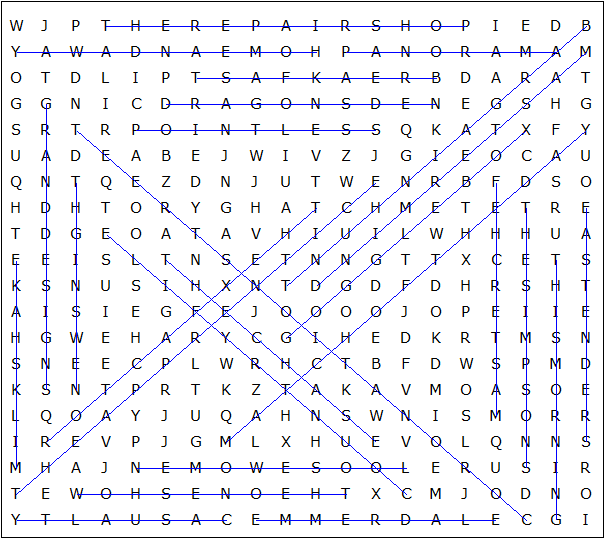 W J P T H E R E P A I R S H O P I E D B
Y A W A D N A E M O H P A N O R A M A M
O T D L I P T S A F K A E R B D A R A T
G G N I C D R A G O N S D E N E G S H G
S R T R P O I N T L E S S Q K A T X F Y
U A D E A B E J W I V Z J G I E O C A U
Q N T Q E Z D N J U T W E N R B F D S O
H D H T O R Y G H A T C H M E T E T R E
T D G E O A T A V H I U I L W H H H U A
E E I S L T N S E T N N G T T X C E T S
K S N U S I H X N T D G D F D H R S H T
A I S I E G F E J O O O O J O P E I I E
H G W E H A R Y C G I H E D K R T M S N
S N E E C P L W R H C T B F D W S P M D
K S N T P R T K Z T A K A V M O A S O E
L Q O A Y J U Q A H N S W N I S M O R R
I R E V P J G M L X H U E V O L Q N N S
M H A J N E M O W E S O O L E R U S I R
T E W O H S E N O E H T X C M J O D N O
Y T L A U S A C E M M E R D A L E C G I